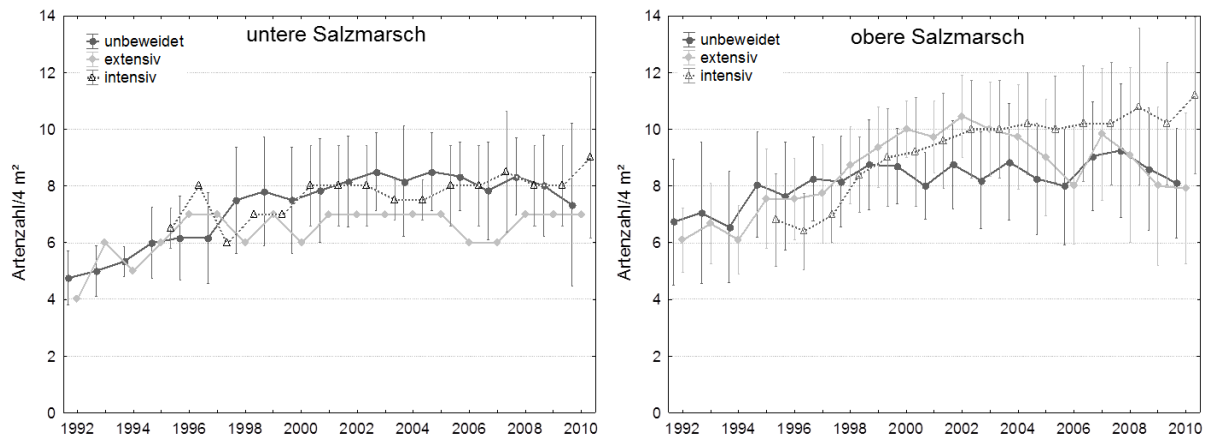 untere Salzmarsch
unbeweidet
extensiv
intensiv
Artenzahl/4 m²
14
12
10
8
6
4
2
0
1992 1994 1996 1998 2000 2002 2004 2006 2008 2010
obere Salzmarsch
unbeweidet
extensiv
intensiv
Artenzahl/4 m²
14
12
10
8
6
4
2
0
1992 1994 1996 1998 2000 2002 2004 2006 2008 2010